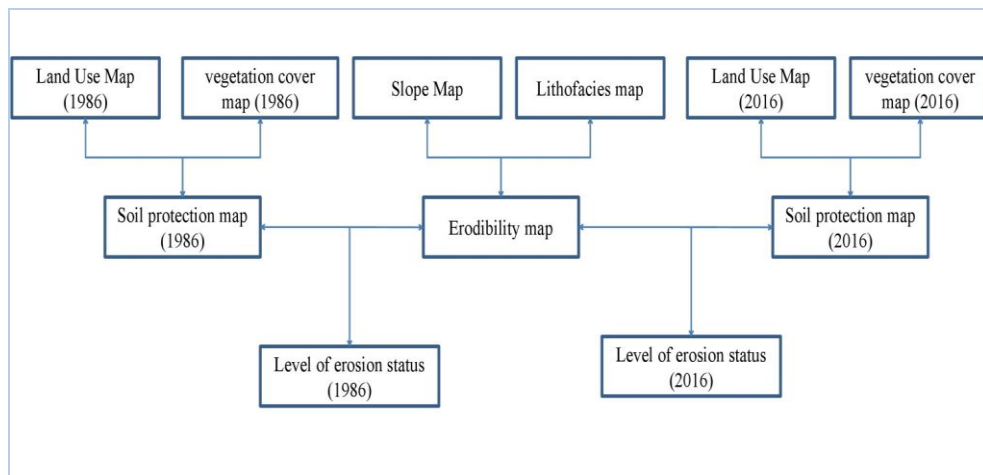 Land Use Map
(1986)
vegetation cover
map (1986)
Slope Map
Lithofacies map
Land Use Map
(2016)
vegetation cover
map (2016)
Soil protection map
(1986)
Erodibility map
Soil protection map
(2016)
Level of erosion status
(1986)
Level of erosion status
(2016)